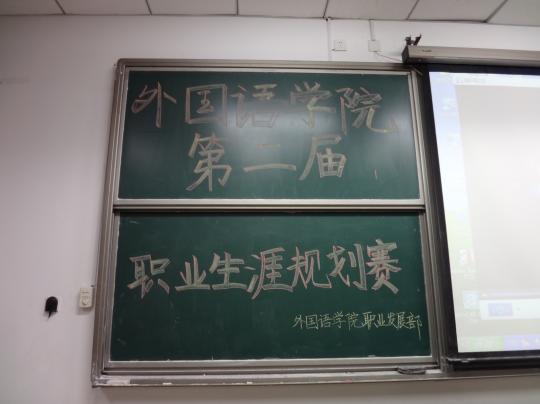 外国语学院
第二届
职业生涯规划赛
外国语学院职业发展部